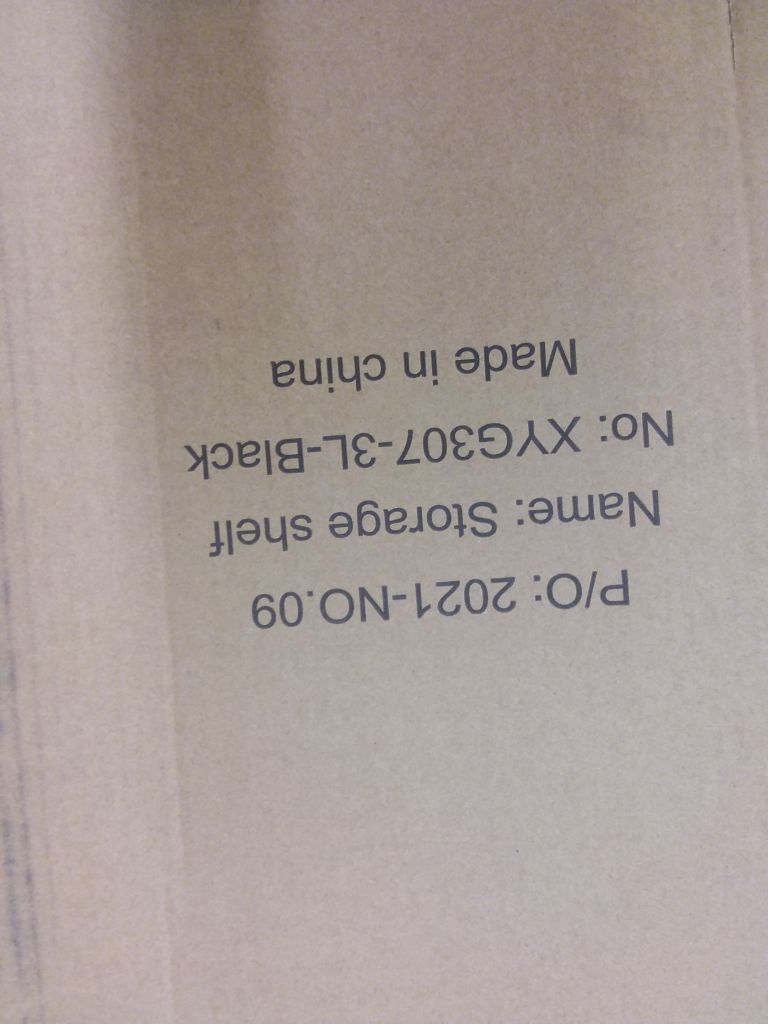 P/O: 2021-NO.09
Name: Storage shelf
No: XYG307-3L-Black
Made in china